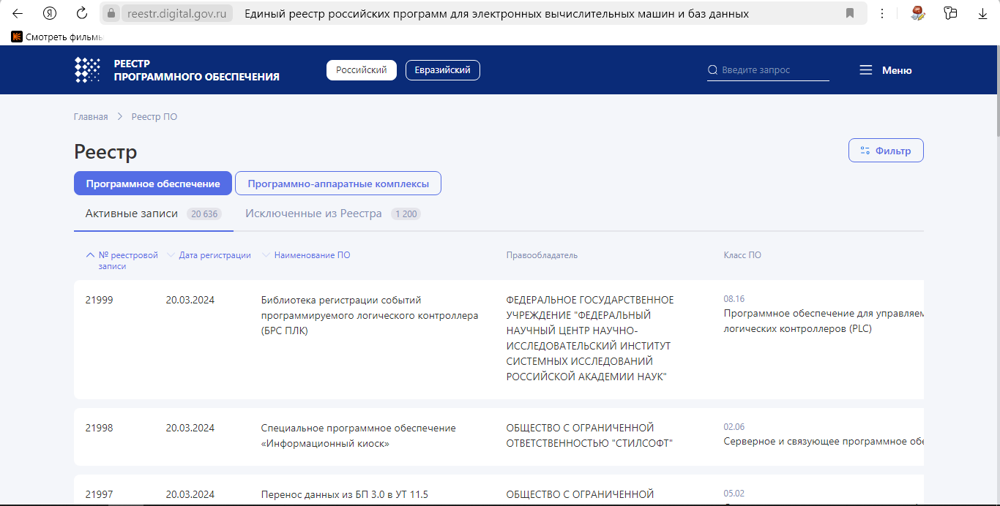 reestr.digital.gov.ru Единый реестр российских программ для электронных вычислительных машин и баз данных
Смотреть фильмы
РЕЕСТР
ПРОГРАММНОГО ОБЕСПЕЧЕНИЯ
Российский Евразийский Введите запрос Меню
Главная Реестр ПО
Реестр
Фильтр
Программное обеспечение Программно-аппаратные комплексы
Активные записи 20 636 Исключенные из Реестра 1 200
№ реестровой Дата регистрации Наименование ПО Правообладатель Класс ПО
записи
21999 20.03.2024 Библиотека регистрации событий ФЕДЕРАЛЬНОЕ ГОСУДАРСТВЕННОЕ 08.16
программируемого логического контроллера УЧРЕЖДЕНИЕ "ФЕДЕРАЛЬНЫЙ Программное обеспечение для управляем
(БРС ПЛК) НАУЧНЫЙ ЦЕНТР НАУЧНО- логических контроллеров (PLC)
ИССЛЕДОВАТЕЛЬСКИЙ ИНСТИТУТ
СИСТЕМНЫХ ИССЛЕДОВАНИЙ
РОССИЙСКОЙ АКАДЕМИИ НАУК"
21998 20.03.2024 Специальное программное обеспечение ОБЩЕСТВО С ОГРАНИЧЕННОЙ 02.06
«Информационный киоск» ОТВЕТСТВЕННОСТЬЮ "СТИЛСОФТ" Серверное и связующее программное обе
21997 20.03.2024 Перенос данных из БП 3.0 в УТ 11.5 ОБЩЕСТВО С ОГРАНИЧЕННОЙ 05.02